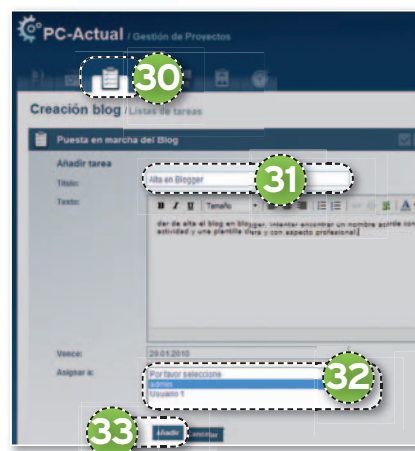 PC-Actual / Gestión de Proyectos
30
Creación blog / Listas de tareas
Puesta en marcha del Blog
Añadir tarea
Título:
Alta en Blogger
31
Texto:
B I U Tamaño
dar de alta el blog en blogger. Intentar encontrar un nombre acorde con
actividad y una plantilla clara y con aspecto profesional.
Vence:
29.01.2010
Asignar a:
Por favor seleccione
admin
Usuario 1
32
33
Añadir